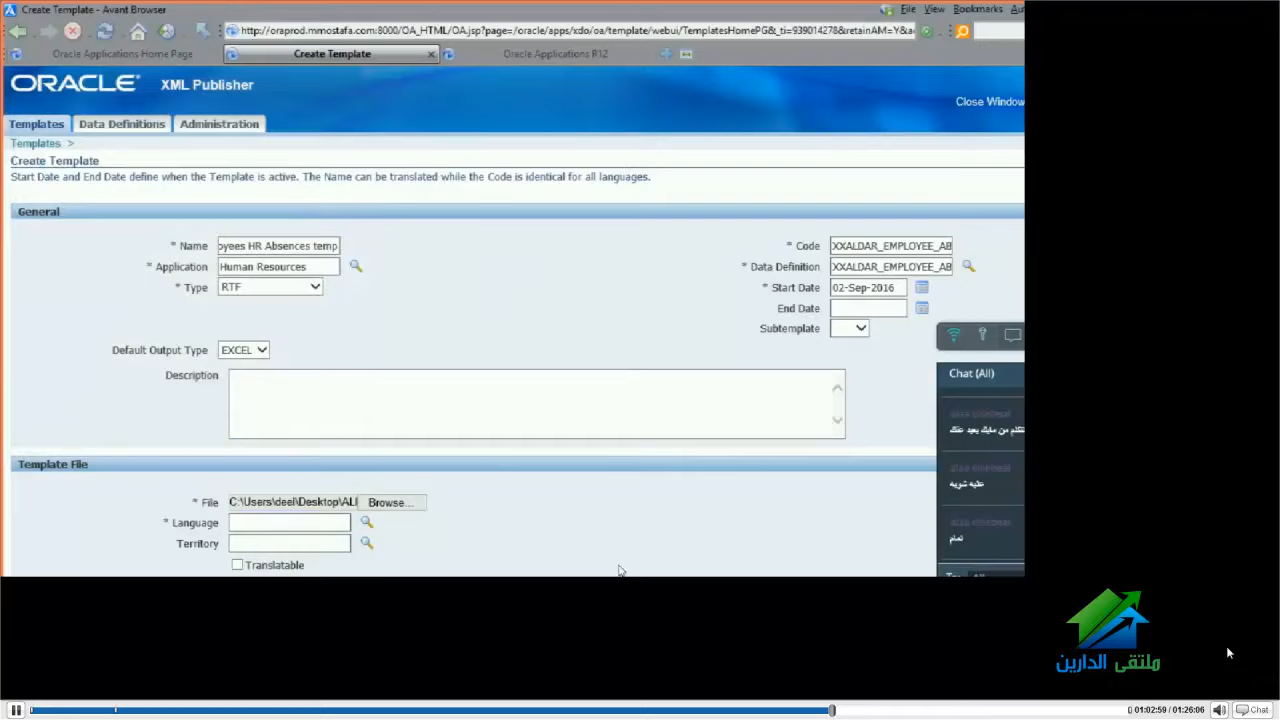 Create Template - Avant Browser
File View Bookmarks
http://oraprod.mmostafa.com:8000/OA_HTML/OA.jsp?page=/oracle/apps/xdo/oa/template/webui/TemplatesHomePG&_ti=939014278&retainAM=Y&a
Oracle Applications Home Page
Create Template
Oracle Applications R12
ORACLE XML Publisher
Close Window
Templates Data Definitions Administration
Templates >
Create Template
Start Date and End Date define when the Template is active. The Name can be translated while the Code is identical for all languages.
General
* Name oyees HR Absences temp
* Code XXALDAR_EMPLOYEE_AB
* Application Human Resources
* Data Definition XXALDAR_EMPLOYEE_AB
* Type RTF
* Start Date 02-Sep-2016
End Date
Subtemplate
Default Output Type EXCEL
Description
Chat (All)
تتكلم من مايك بعيد عنك
عليه شوية
تمام
Template File
* File C:\Users\deel\Desktop\ALI Browse...
* Language
Territory
Translatable
ملتقى الدارين
01:02:59 / 01:26:06 Chat